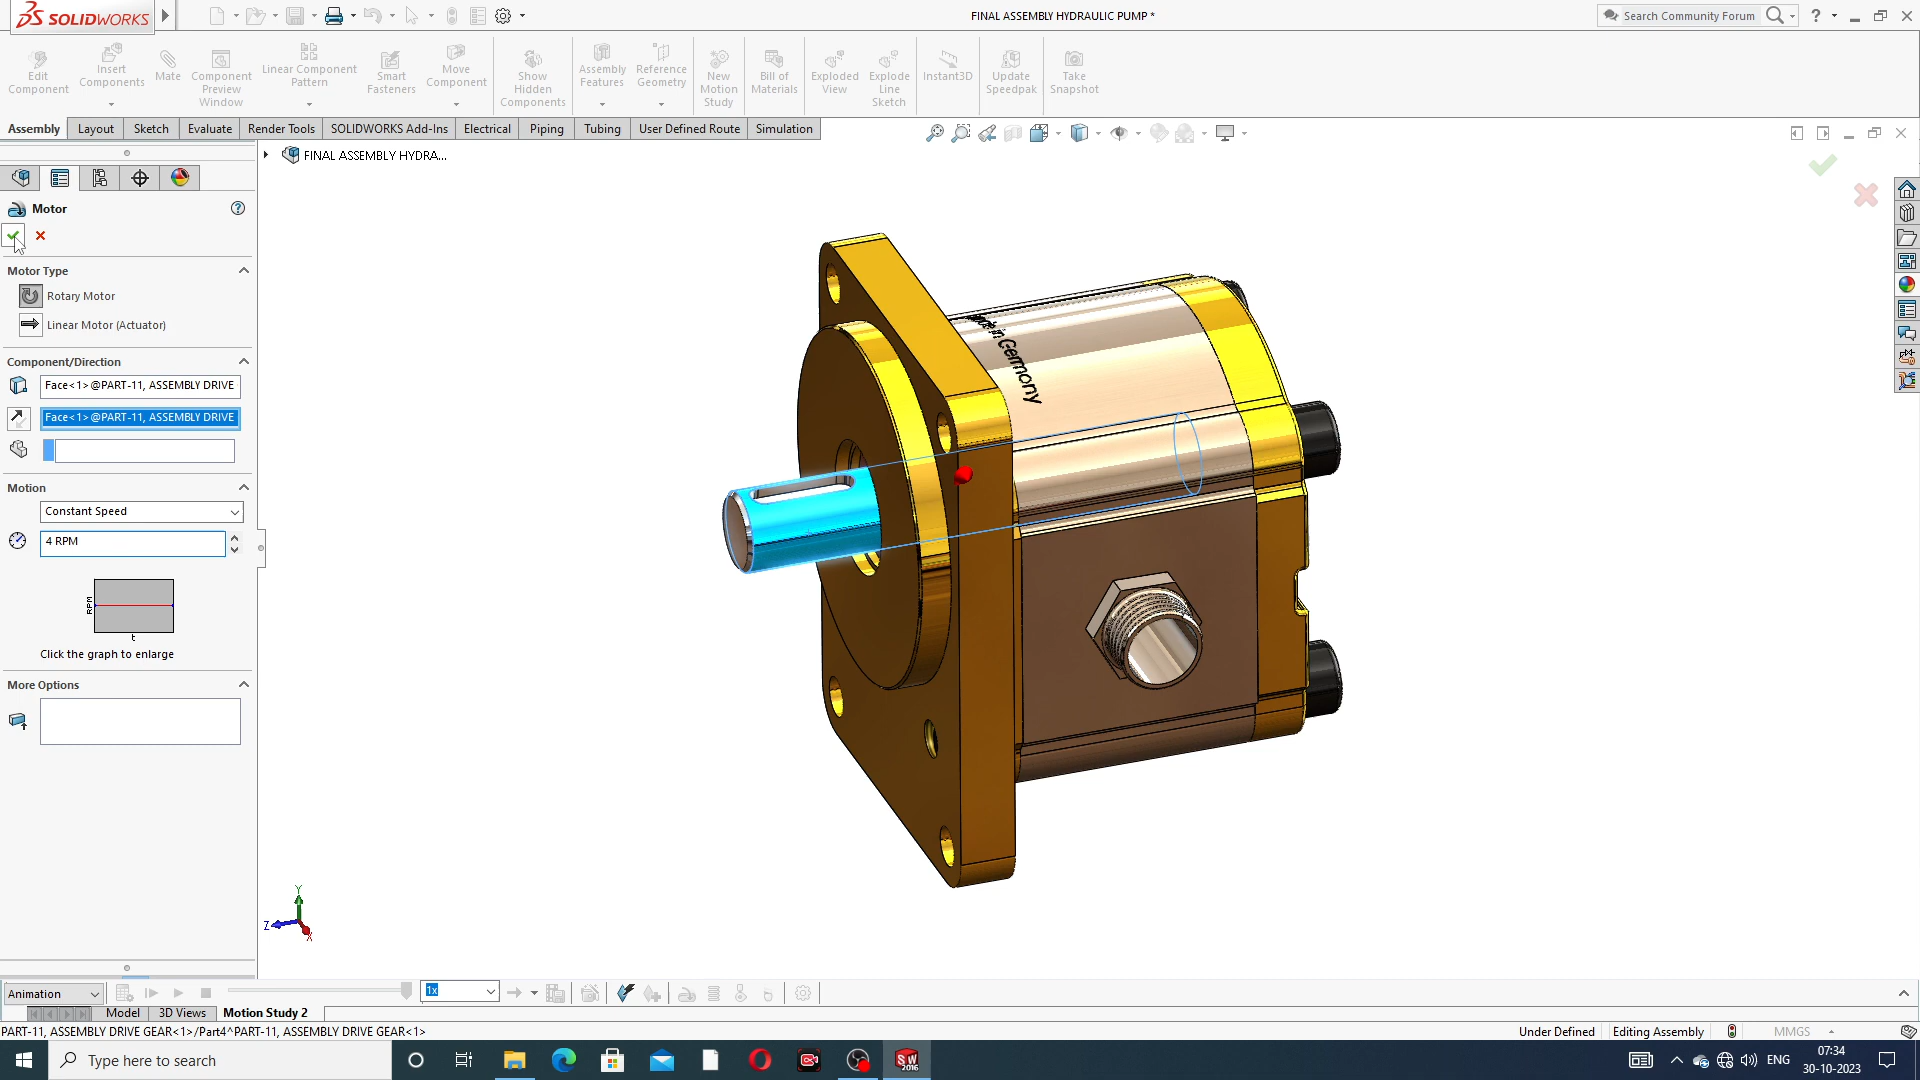 SOLIDWORKS
FINAL ASSEMBLY HYDRAULIC PUMP *
Search Community Forum
Edit Component
Insert Components
Mate
Component Preview Window
Linear Component Pattern
Smart Fasteners
Move Component
Show Hidden Components
Assembly Features
Reference Geometry
New Motion Study
Bill of Materials
Exploded View
Explode Line Sketch
Instant3D
Update Speedpak
Take Snapshot
Assembly
Layout
Sketch
Evaluate
Render Tools
SOLIDWORKS Add-Ins
Electrical
Piping
Tubing
User Defined Route
Simulation
FINAL ASSEMBLY HYDRA...
Motor
Motor Type
Rotary Motor
Linear Motor (Actuator)
Component/Direction
Face<1>@PART-11, ASSEMBLY DRIVE
Face<1>@PART-11, ASSEMBLY DRIVE
Motion
Constant Speed
4 RPM
RPM
t
Click the graph to enlarge
More Options
Made in Germony
Y
Z
X
Animation
1x
Model
3D Views
Motion Study 2
PART-11, ASSEMBLY DRIVE GEAR<1>/Part4^PART-11, ASSEMBLY DRIVE GEAR<1>
Under Defined
Editing Assembly
MMGS
Type here to search
SW
2016
ENG
07:34
30-10-2023